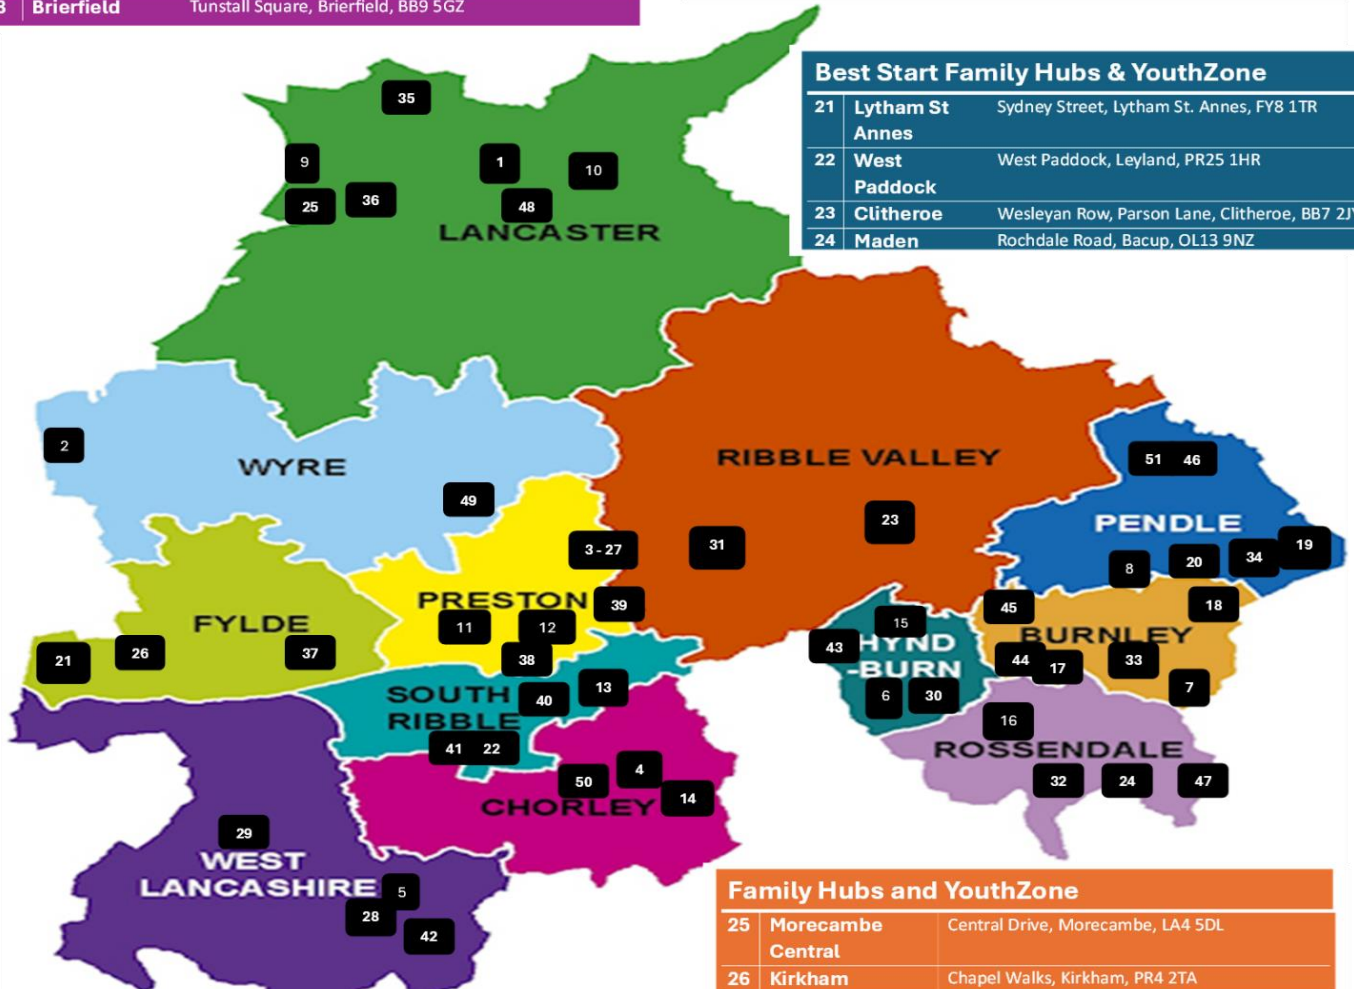 Brierfield Tunstall Square, Brierfield, BB9 5GZ
35
Best Start Family Hubs & YouthZone
21 Lytham St Annes Sydney Street, Lytham St. Annes, FY8 1TR
22 West Paddock West Paddock, Leyland, PR25 1HR
23 Clitheroe Wesleyan Row, Parson Lane, Clitheroe, BB7 2J
24 Maden Rochdale Road, Bacup, OL13 9NZ
9
1
10
25
36
48
LANCASTER
2
WYRE
49
RIBBLE VALLEY
23
31
51 46
PENDLE
8
20
34
19
3 - 27
PRESTON
39
11
12
38
FYLDE
21
26
37
15
43
HYND
-BURN
6
30
45
18
BURNLEY
44
17
33
7
SOUTH
RIBBLE
40
13
41 22
16
ROSSENDALE
32
24
47
50
4
14
CHORLEY
29
WEST
LANCASHIRE
5
28
42
Family Hubs and YouthZone
25 Morecambe Central Central Drive, Morecambe, LA4 5DL
26 Kirkham Chapel Walks, Kirkham, PR4 2TA